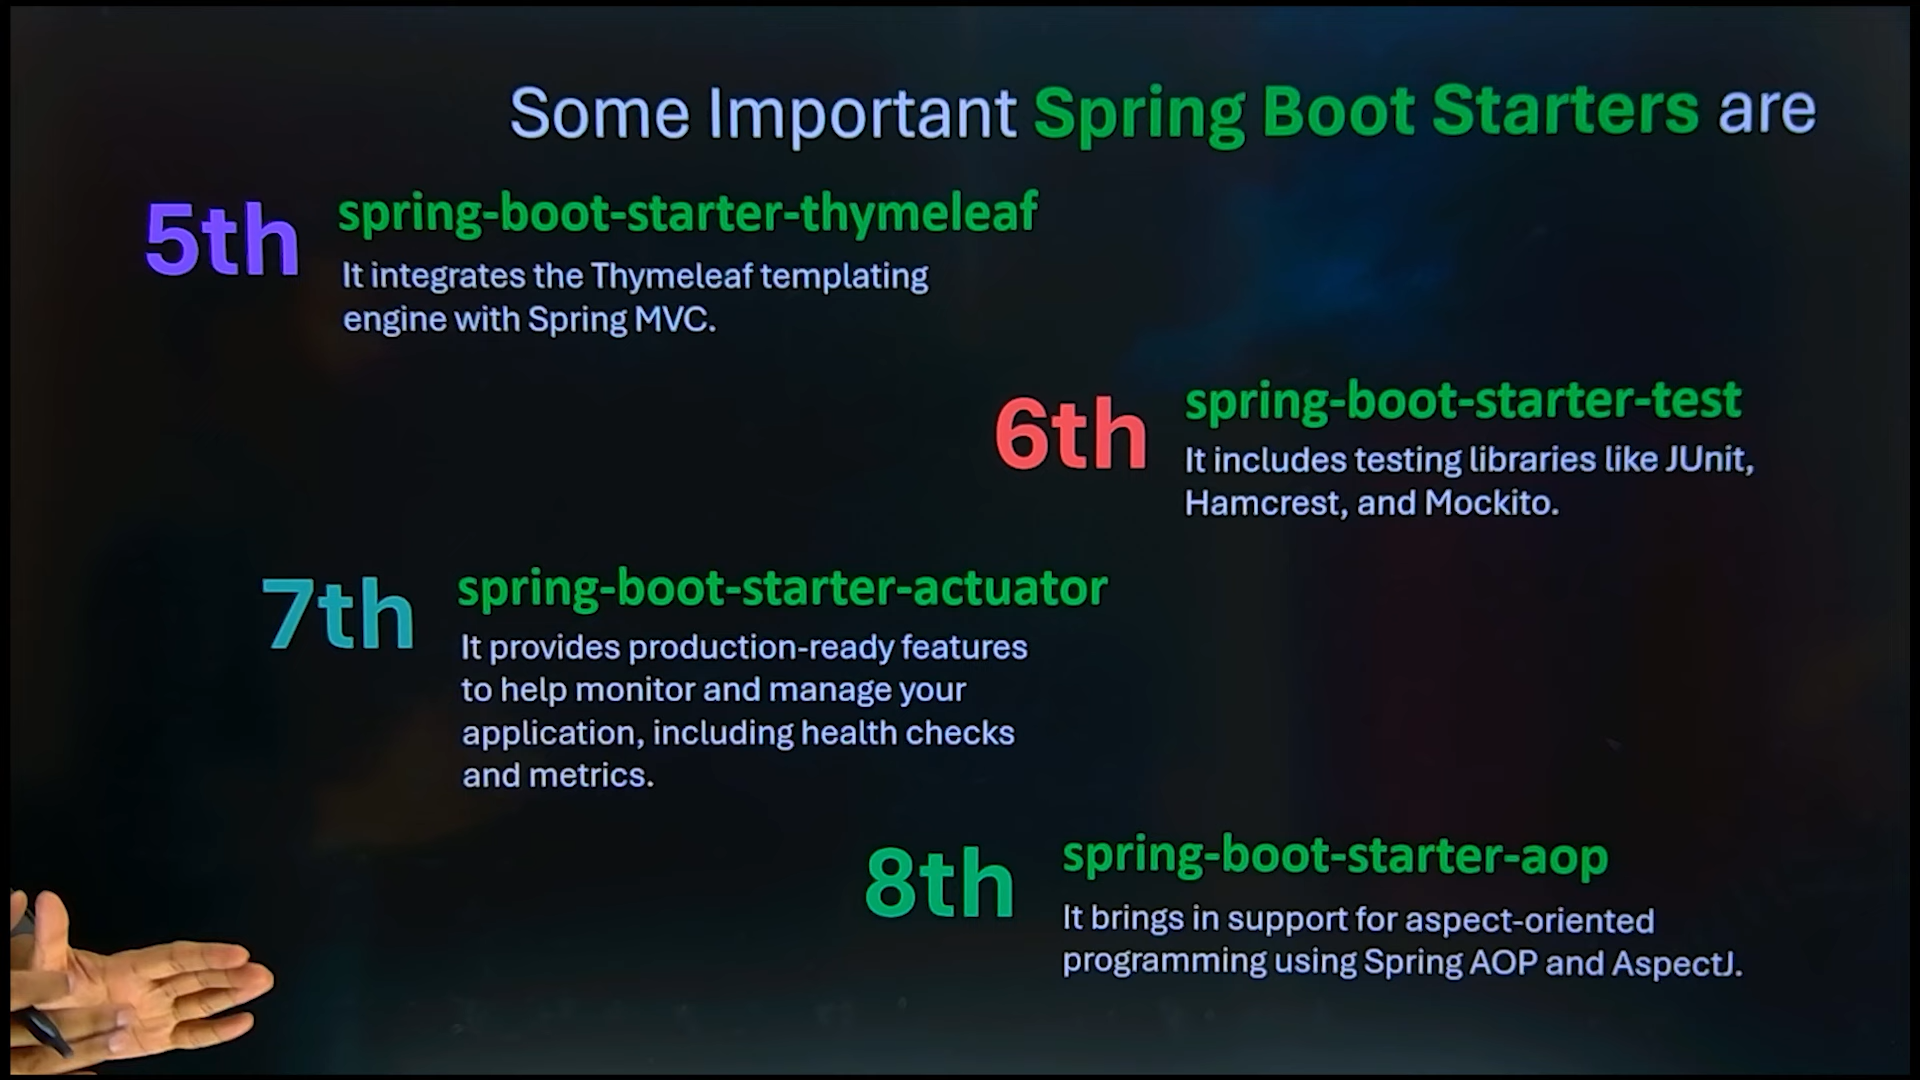 Some Important Spring Boot Starters are
5th
spring-boot-starter-thymeleaf
It integrates the Thymeleaf templating
engine with Spring MVC.
6th
spring-boot-starter-test
It includes testing libraries like JUnit,
Hamcrest, and Mockito.
7th
spring-boot-starter-actuator
It provides production-ready features
to help monitor and manage your
application, including health checks
and metrics.
8th
spring-boot-starter-aop
It brings in support for aspect-oriented
programming using Spring AOP and AspectJ.